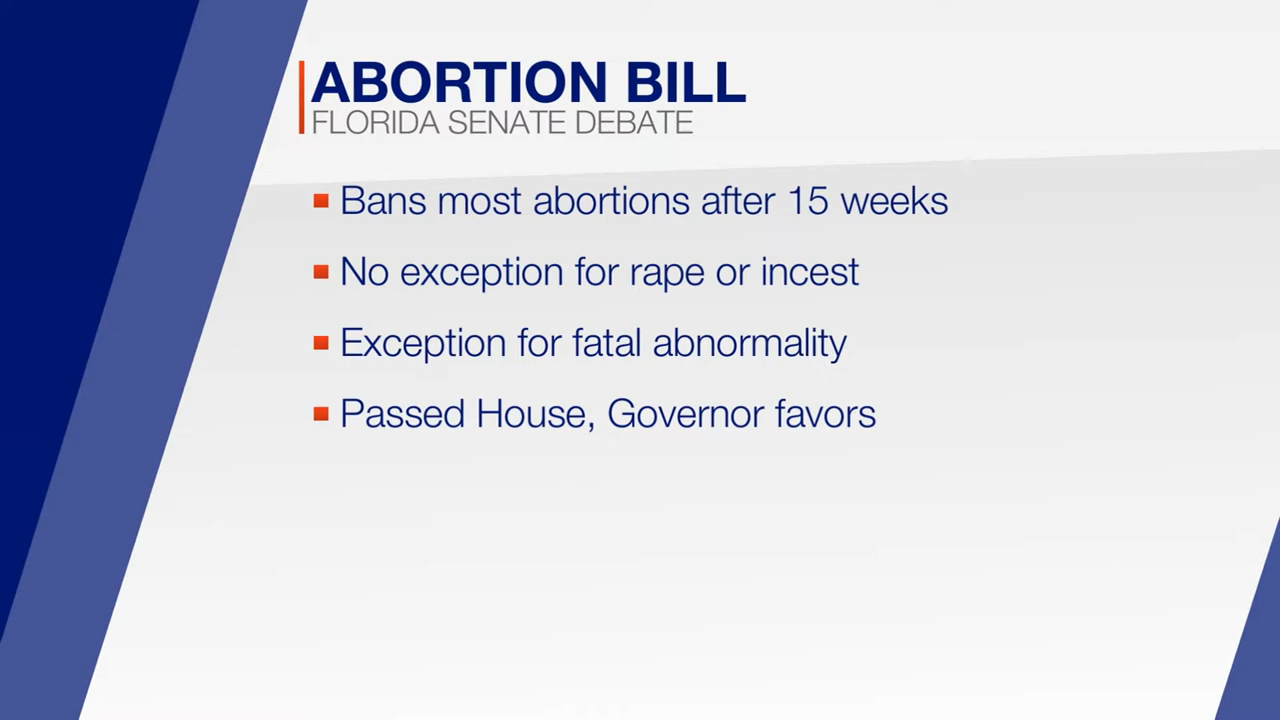 ABORTION BILL
FLORIDA SENATE DEBATE
Bans most abortions after 15 weeks
No exception for rape or incest
Exception for fatal abnormality
Passed House, Governor favors